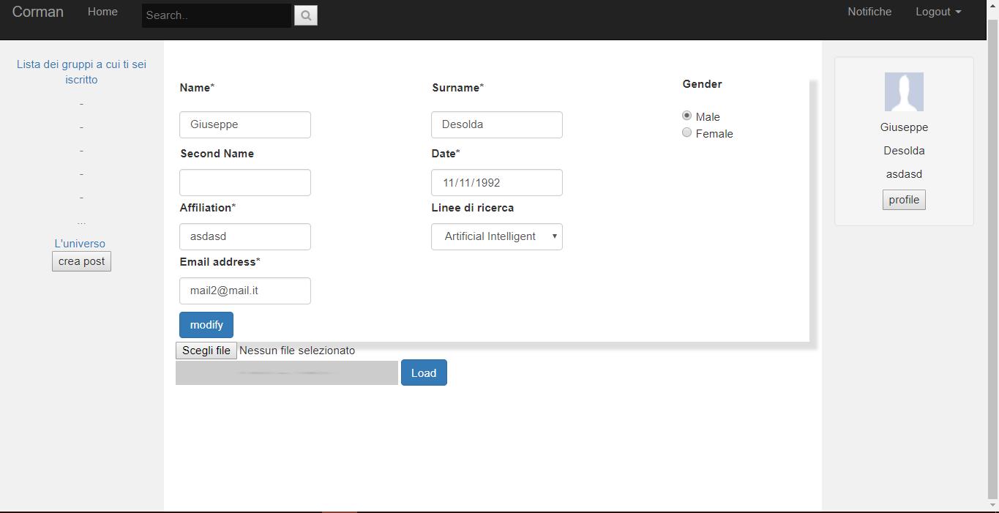 Corman Home Search.. Notifiche Logout
Lista dei gruppi a cui ti sei
iscritto
-
-
-
-
-
...
L'universo
crea post
Name* Surname* Gender
Giuseppe Desolda Male
Female
Second Name Date*
11/11/1992
Affiliation* Linee di ricerca
asdasd Artificial Intelligent
Email address*
mail2@mail.it
modify
Scegli file Nessun file selezionato
Load
Giuseppe
Desolda
asdasd
profile